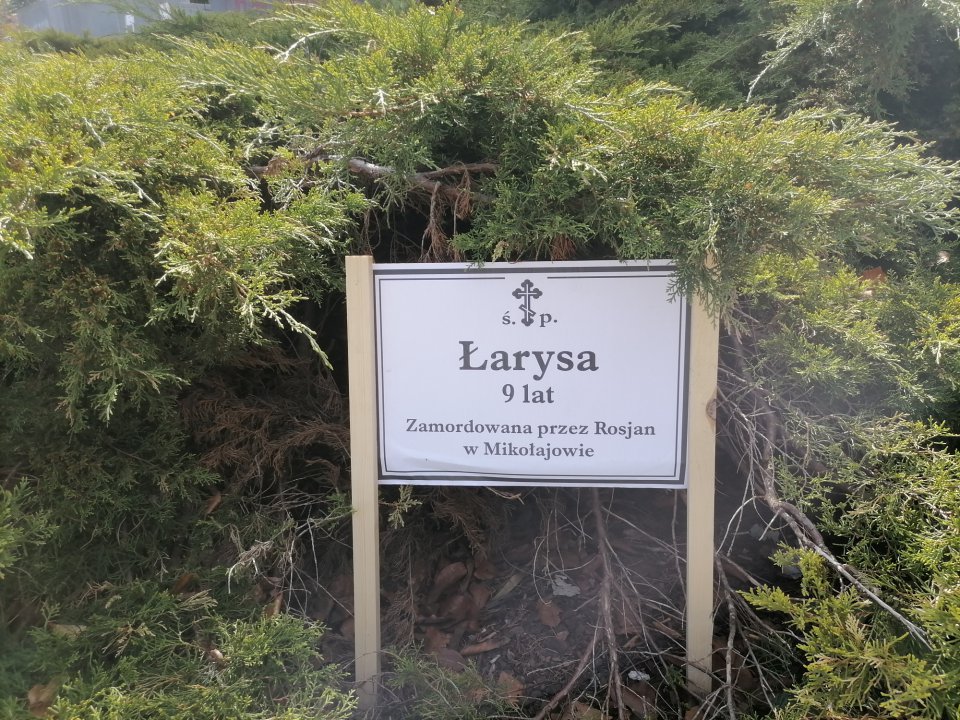 ś. p.
Łarysa
9 lat
Zamordowana przez Rosjan
w Mikołajowie